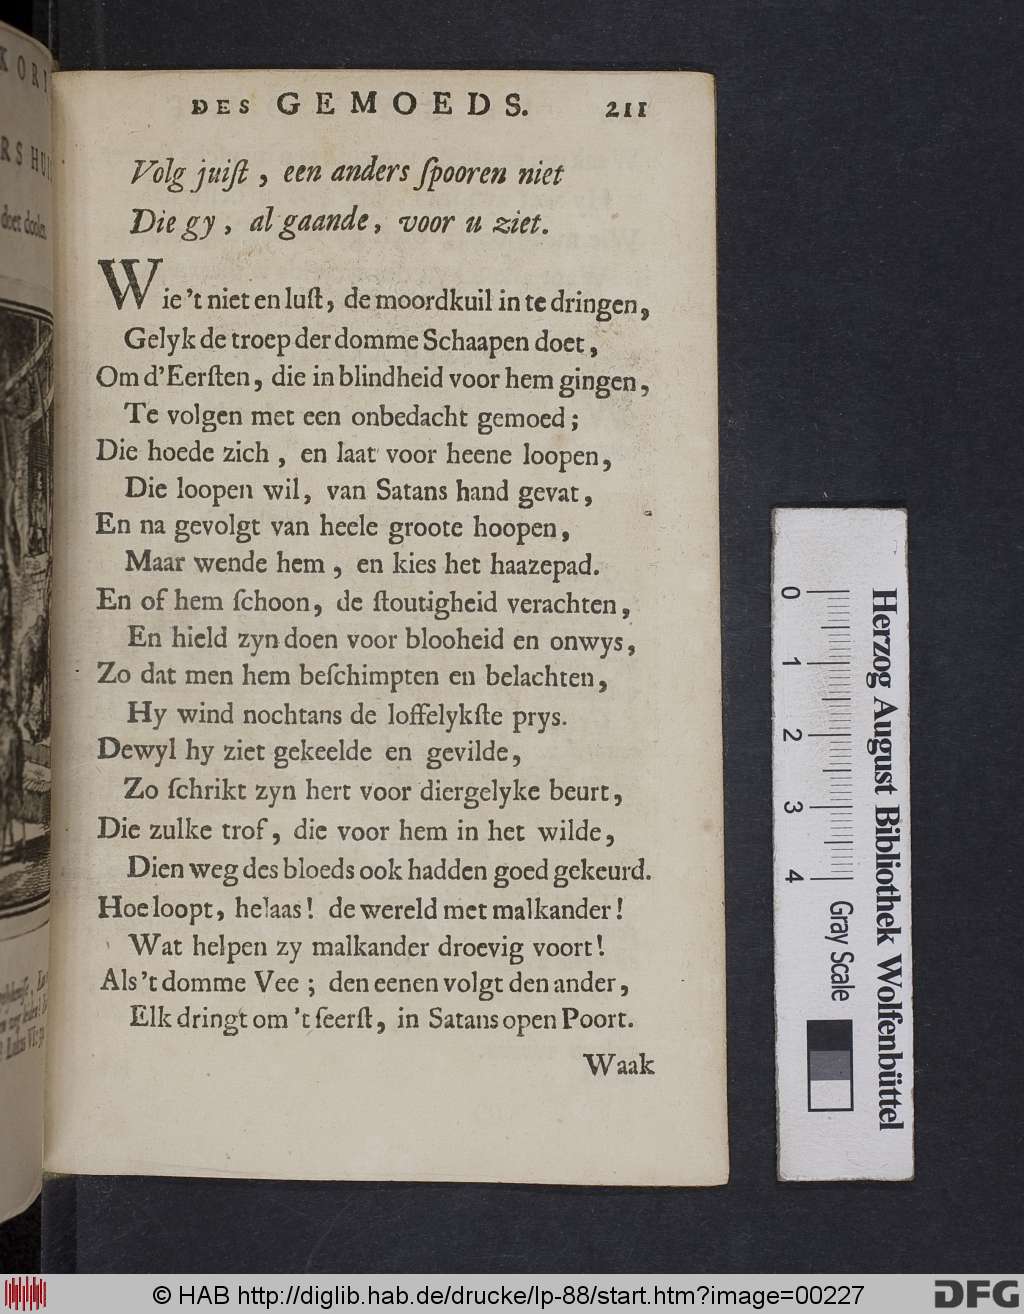 DES GEMOEDS. 211
Volg juiſt, een anders ſpooren niet
Die gy, al gaande, voor u ziet.
Wie 't niet en luſt, de moordkuil in te dringen,
Gelyk de troep der domme Schaapen doet,
Om d'Eerſten, die in blindheid voor hem gingen,
Te volgen met een onbedacht gemoed;
Die hoede zich, en laat voor heene loopen,
Die loopen wil, van Satans hand gevat,
En na gevolgt van heele groote hoopen,
Maar wende hem, en kies het haazepad.
En of hem ſchoon, de ſtoutigheid verachten,
En hield zyn doen voor blooheid en onwys,
Zo dat men hem beſchimpten en belachten,
Hy wind nochtans de loffelykſte prys.
Dewyl hy ziet gekeelde en gevilde,
Zo ſchrikt zyn hert voor diergelyke beurt,
Die zulke trof, die voor hem in het wilde,
Dien weg des bloeds ook hadden goed gekeurd.
Hoe loopt, helaas! de wereld met malkander!
Wat helpen zy malkander droevig voort!
Als 't domme Vee; den eenen volgt den ander,
Elk dringt om 't ſeerſt, in Satans open Poort.
Waak
KOR
RS HUI
doet doolen
Lukas VI: 39
0 1 2 3 4 Gray Scale
Herzog August Bibliothek Wolfenbüttel
© HAB http://diglib.hab.de/drucke/lp-88/start.htm?image=00227
DFG